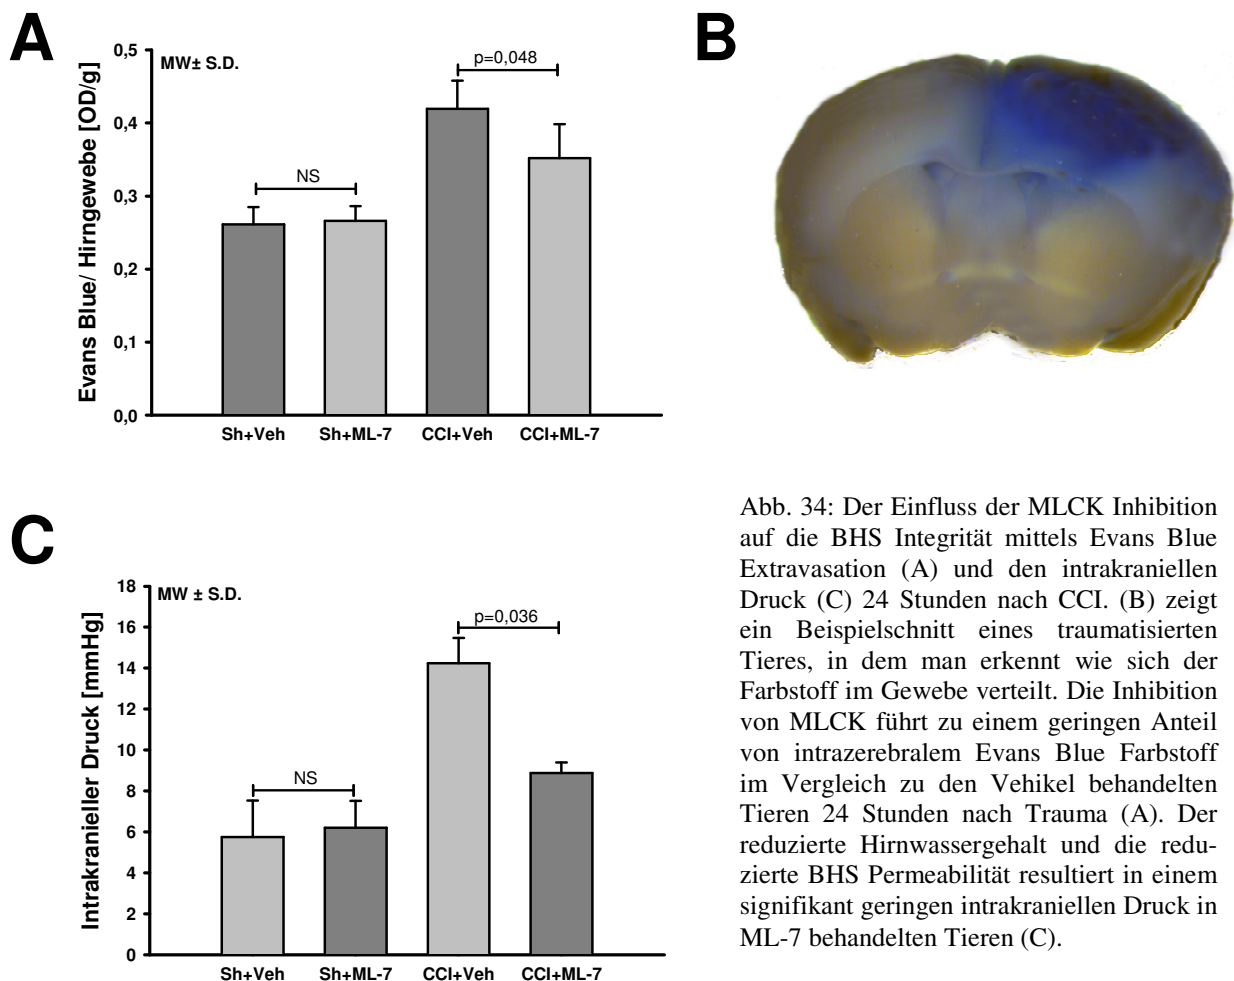 A
Evans Blue/ Hirngewebe [OD/g]
0,5
0,4
0,3
0,2
0,1
0,0
MW± S.D.
NS
p=0,048
Sh+Veh Sh+ML-7 CCI+Veh CCI+ML-7
B
C
Intrakranieller Druck [mmHg]
18
16
14
12
10
8
6
4
2
0
MW ± S.D.
NS
p=0,036
Sh+Veh Sh+ML-7 CCI+Veh CCI+ML-7
Abb. 34: Der Einfluss der MLCK Inhibition
auf die BHS Integrität mittels Evans Blue
Extravasation (A) und den intrakraniellen
Druck (C) 24 Stunden nach CCI. (B) zeigt
ein Beispielschnitt eines traumatisierten
Tieres, in dem man erkennt wie sich der
Farbstoff im Gewebe verteilt. Die Inhibition
von MLCK führt zu einem geringen Anteil
von intrazerebralem Evans Blue Farbstoff
im Vergleich zu den Vehikel behandelten
Tieren 24 Stunden nach Trauma (A). Der
reduzierte Hirnwassergehalt und die redu-
zierte BHS Permeabilität resultiert in einem
signifikant geringen intrakraniellen Druck in
ML-7 behandelten Tieren (C).